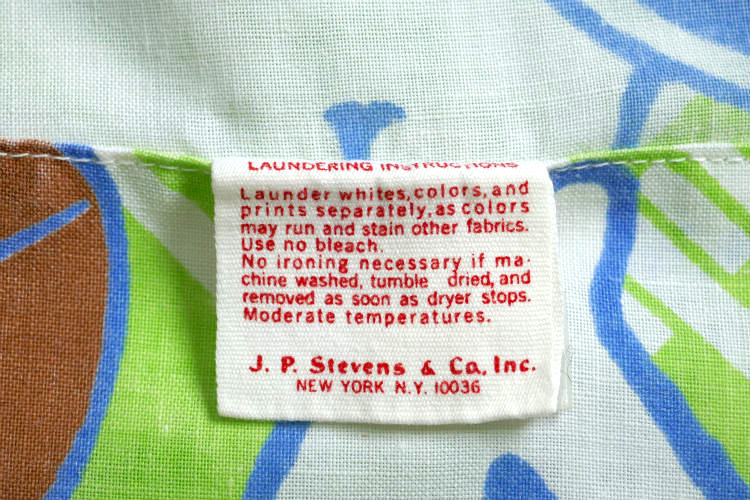 LAUNDERING INSTRUCTIONS
Launder whites, colors, and
prints separately, as colors
may run and stain other fabrics.
Use no bleach.
No ironing necessary if ma-
chine washed, tumble dried, and
removed as soon as dryer stops.
Moderate temperatures.
J. P. Stevens & Co., Inc.
NEW YORK N.Y. 10036